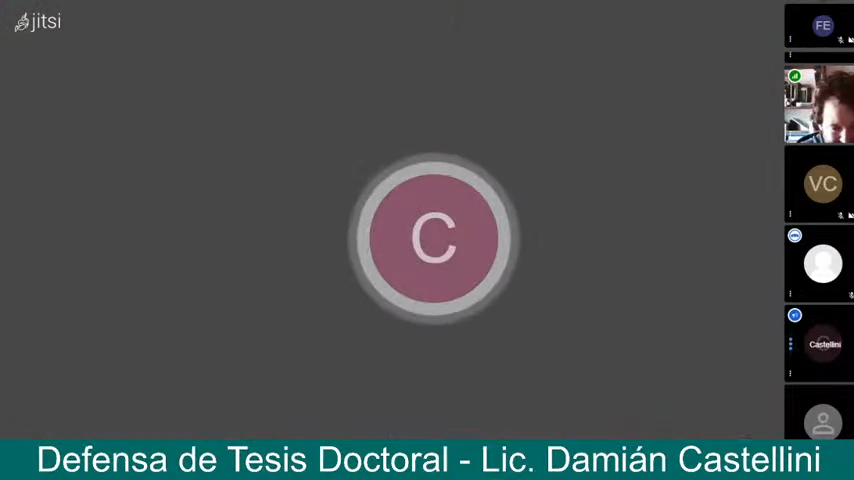 jitsi
FE
C
VC
Castellini
Defensa de Tesis Doctoral - Lic. Damián Castellini